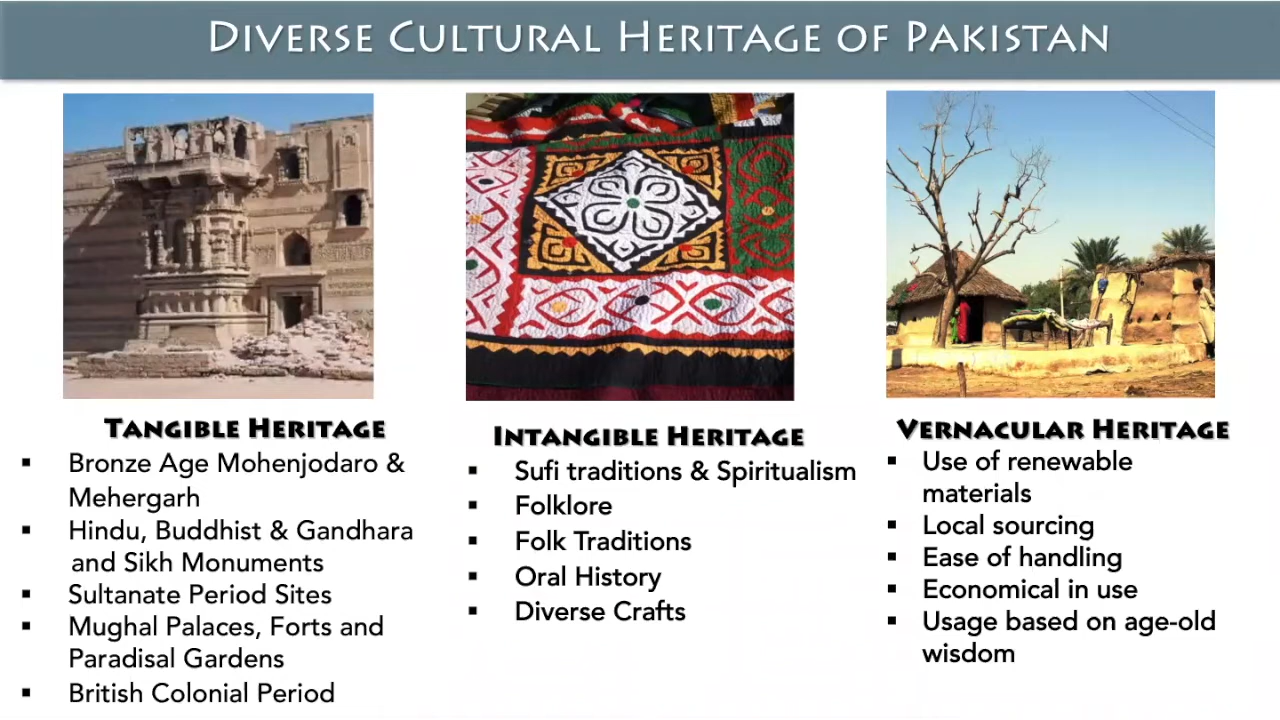 DIVERSE CULTURAL HERITAGE OF PAKISTAN
TANGIBLE HERITAGE
▪ Bronze Age Mohenjodaro &
Mehergarh
▪ Hindu, Buddhist & Gandhara
and Sikh Monuments
▪ Sultanate Period Sites
▪ Mughal Palaces, Forts and
Paradisal Gardens
▪ British Colonial Period
INTANGIBLE HERITAGE
▪ Sufi traditions & Spiritualism
▪ Folklore
▪ Folk Traditions
▪ Oral History
▪ Diverse Crafts
VERNACULAR HERITAGE
▪ Use of renewable
materials
▪ Local sourcing
▪ Ease of handling
▪ Economical in use
▪ Usage based on age-old
wisdom